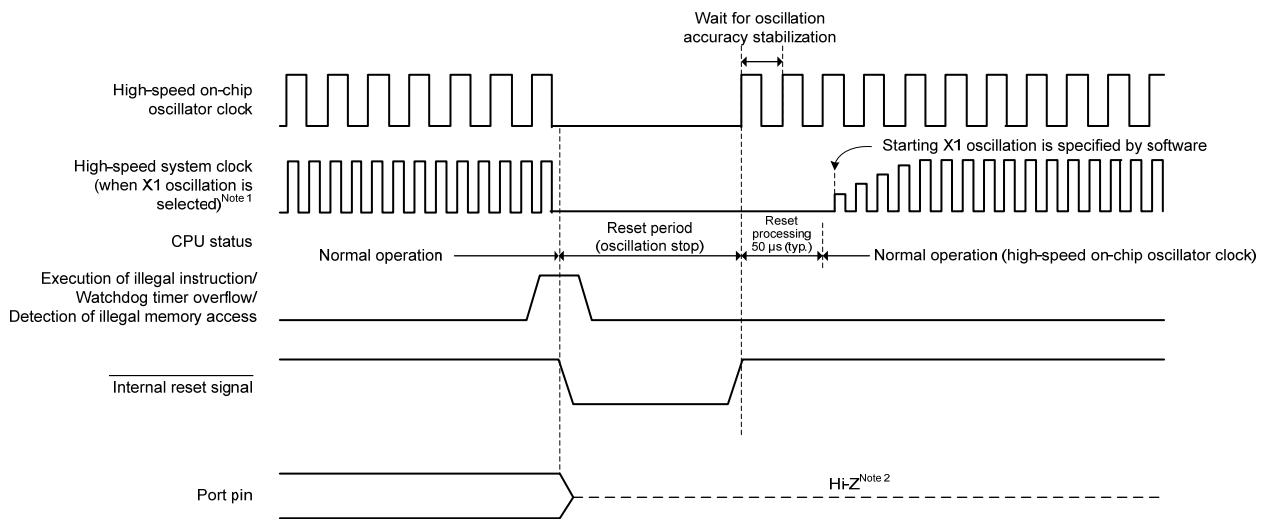 Wait for oscillation
accuracy stabilization
High-speed on-chip
oscillator clock
Starting X1 oscillation is specified by software
High-speed system clock
(when X1 oscillation is
selected)Note 1
CPU status
Normal operation
Reset period
(oscillation stop)
Reset
processing
50 µs (typ.)
Normal operation (high-speed on-chip oscillator clock)
Execution of illegal instruction/
Watchdog timer overflow/
Detection of illegal memory access
Internal reset signal
Port pin
Hi-ZNote 2